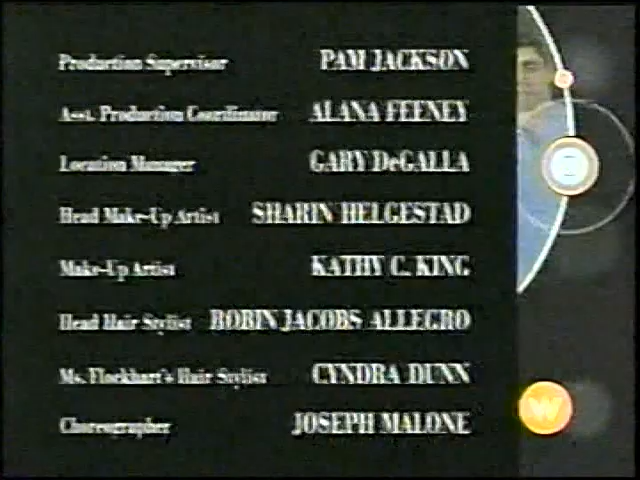 Production Supervisor PAM JACKSON
Asst. Production Coordinator ALANA FEENEY
Location Manager GARY DeGALLA
Head Make-Up Artist SHARIN HELGESTAD
Make-Up Artist KATHY C. KING
Head Hair Stylist ROBIN JACOBS ALLEGRO
Ms. Flockhart's Hair Stylist CYNDRA DUNN
Choreographer JOSEPH MALONE
W